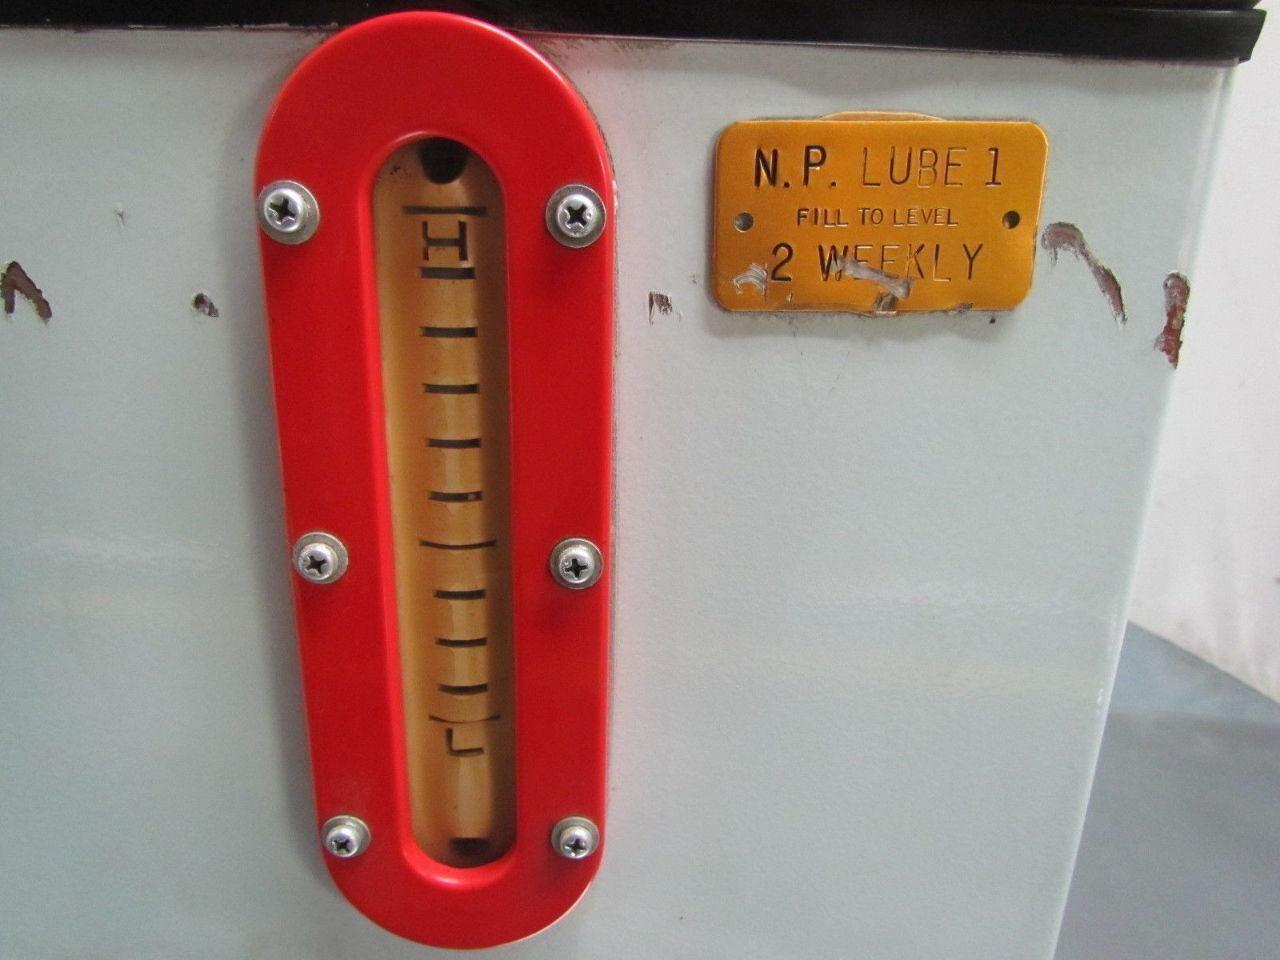 H
L
N.P. LUBE 1
FILL TO LEVEL
2 WEEKLY